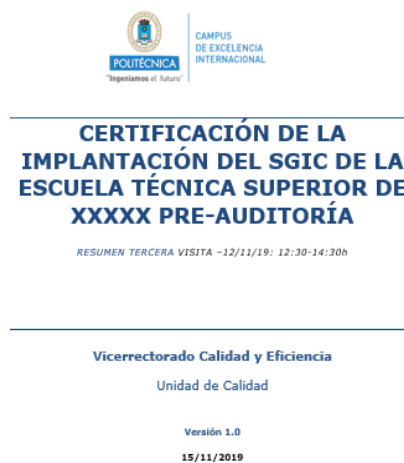 POLITÉCNICA
"Ingeniamos el futuro"
CAMPUS
DE EXCELENCIA
INTERNACIONAL
CERTIFICACIÓN DE LA
IMPLANTACIÓN DEL SGIC DE LA
ESCUELA TÉCNICA SUPERIOR DE
XXXXX PRE-AUDITORÍA
RESUMEN TERCERA VISITA –12/11/19: 12:30-14:30h
Vicerrectorado Calidad y Eficiencia
Unidad de Calidad
Versión 1.0
15/11/2019